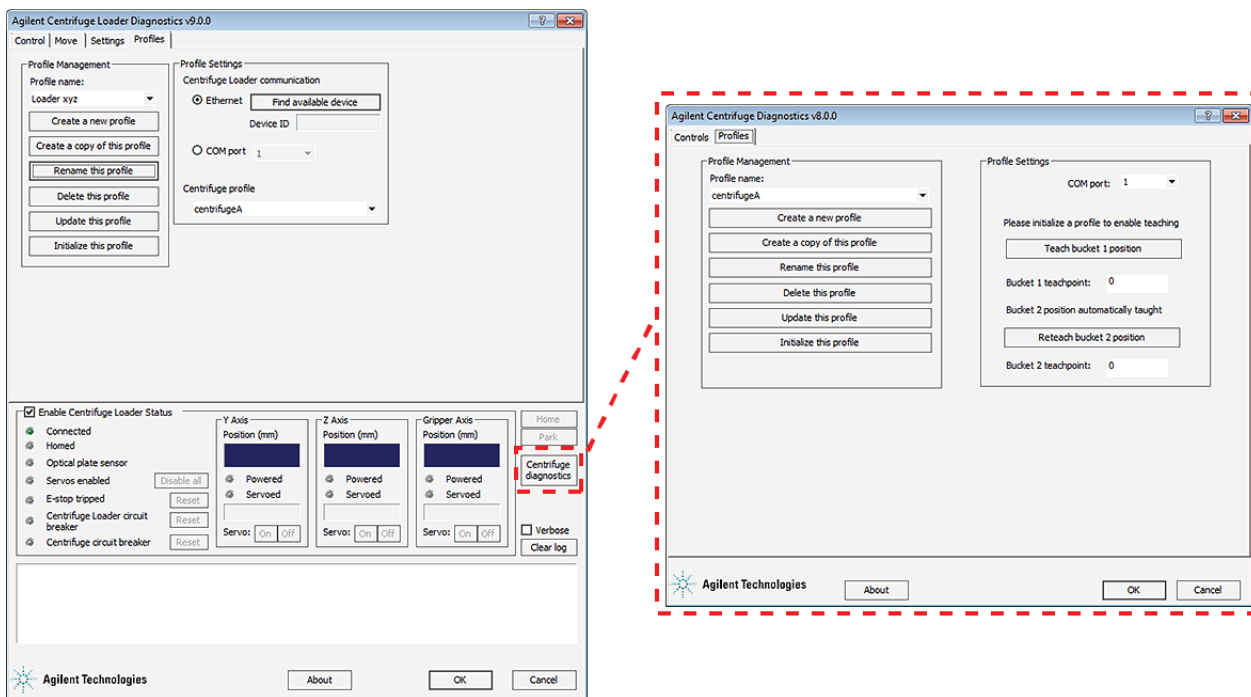 Agilent Centrifuge Loader Diagnostics v9.0.0
Control Move Settings Profiles
Profile Management
Profile name:
Loader xyz
Create a new profile
Create a copy of this profile
Rename this profile
Delete this profile
Update this profile
Initialize this profile
Profile Settings
Centrifuge Loader communication
Ethernet Find available device
Device ID
COM port 1
Centrifuge profile
centrifugeA
Enable Centrifuge Loader Status
Connected
Homed
Optical plate sensor
Servos enabled Disable all
E-stop tripped Reset
Centrifuge Loader circuit
breaker Reset
Centrifuge circuit breaker Reset
Y Axis
Position (mm)
Powered
Servoed
Servo: On Off
Z Axis
Position (mm)
Powered
Servoed
Servo: On Off
Gripper Axis
Position (mm)
Powered
Servoed
Servo: On Off
Home
Park
Centrifuge
diagnostics
Verbose
Clear log
Agilent Technologies About OK Cancel
Agilent Centrifuge Diagnostics v8.0.0
Controls Profiles
Profile Management
Profile name:
centrifugeA
Create a new profile
Create a copy of this profile
Rename this profile
Delete this profile
Update this profile
Initialize this profile
Profile Settings
COM port: 1
Please initialize a profile to enable teaching
Teach bucket 1 position
Bucket 1 teachpoint: 0
Bucket 2 position automatically taught
Reteach bucket 2 position
Bucket 2 teachpoint: 0
Agilent Technologies About OK Cancel